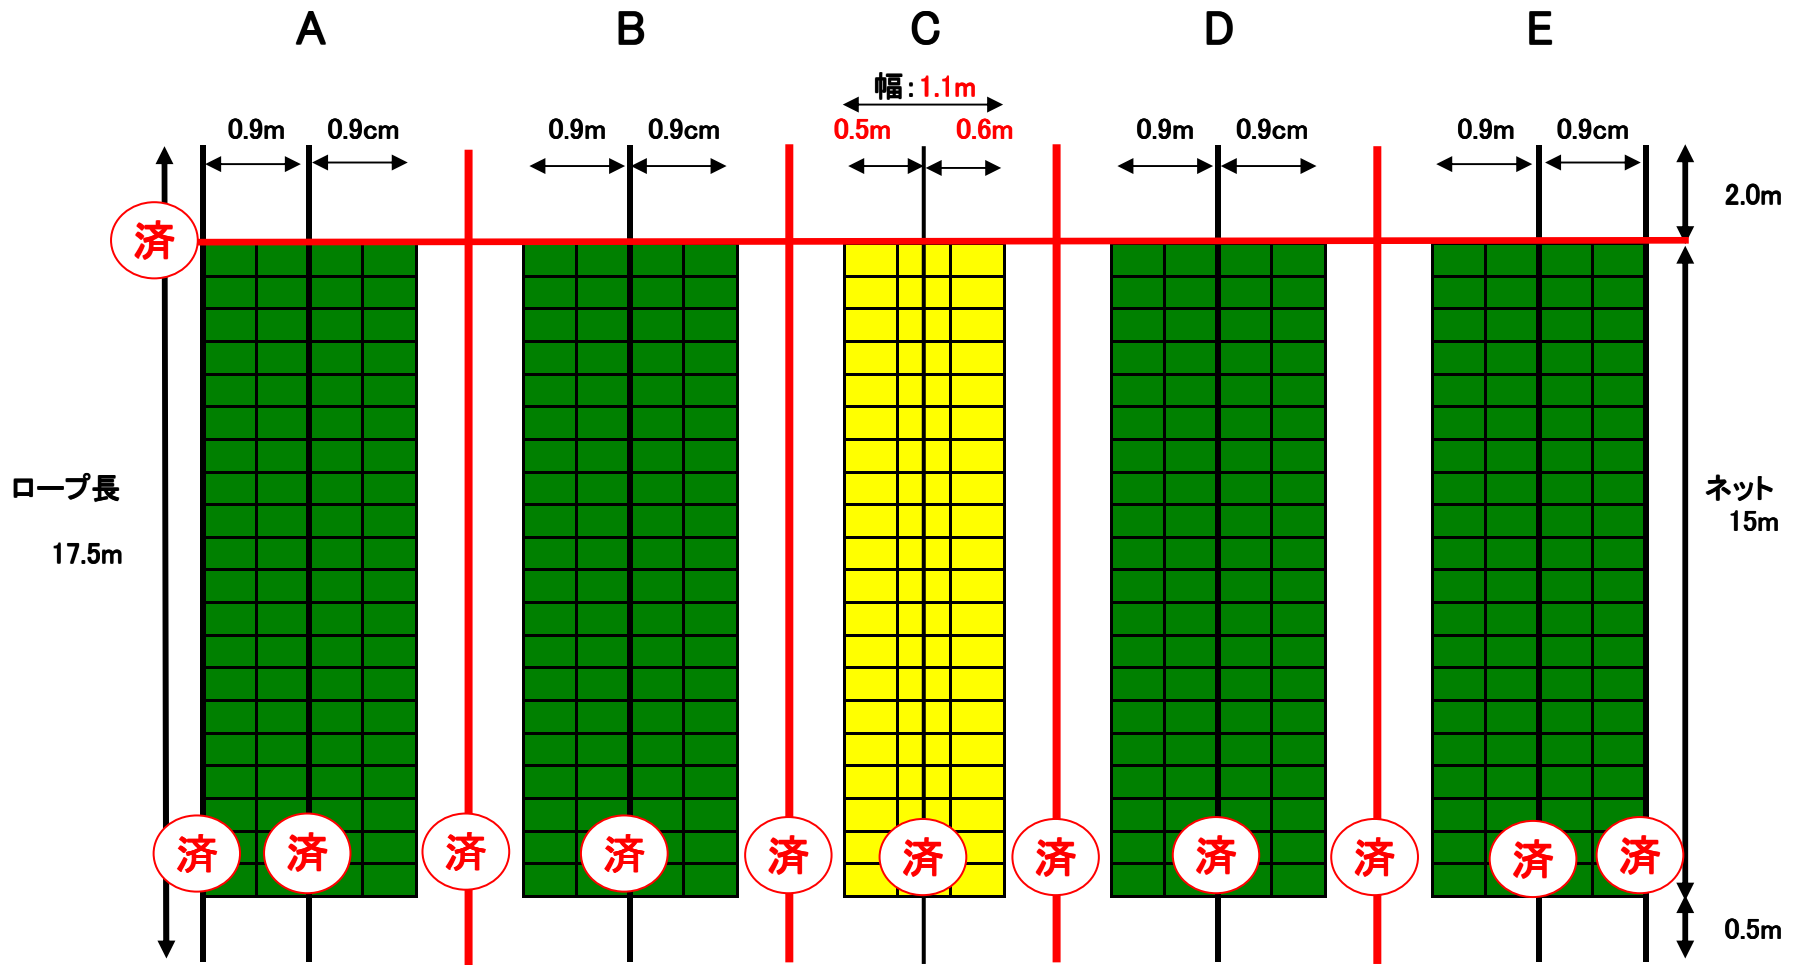 A B C D E
幅：1.1m
0.9m 0.9cm 0.9m 0.9cm 0.5m 0.6m 0.9m 0.9cm 0.9m 0.9cm
2.0m
済
ロープ長
17.5m
ネット
15m
済 済 済 済 済 済 済 済 済 済 済
0.5m